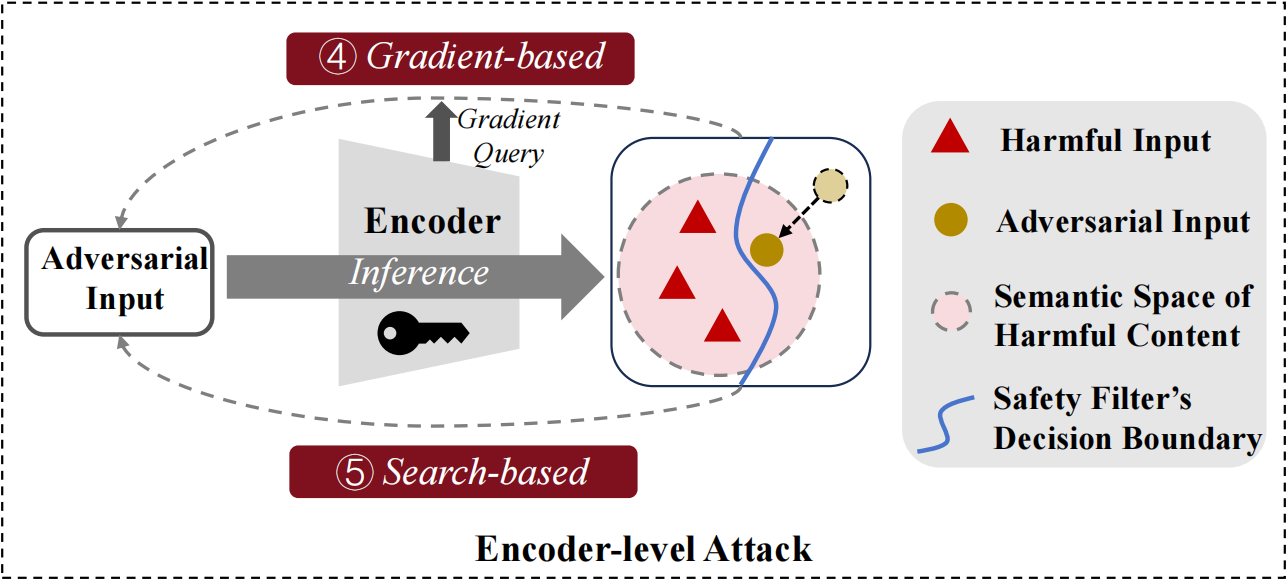 ④ Gradient-based
Gradient
Query
Encoder
Adversarial
Input
Inference
⑤ Search-based
Encoder-level Attack
Harmful Input
Adversarial Input
Semantic Space of
Harmful Content
Safety Filter's
Decision Boundary